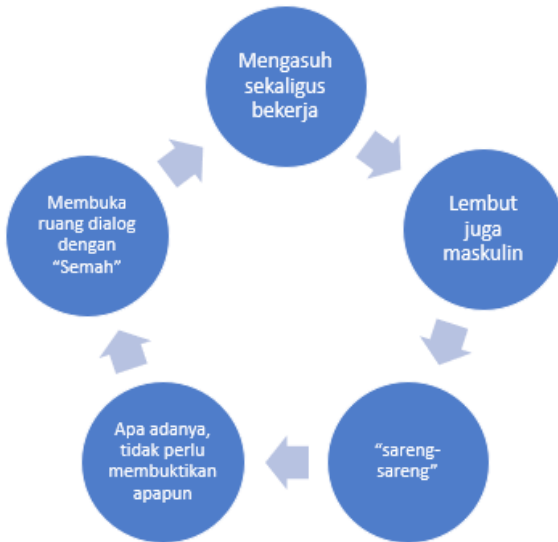 Mengasuh
sekaligus
bekerja
Lembut
juga
maskulin
"sareng-
sareng"
Apa adanya,
tidak perlu
membuktikan
apapun
Membuka
ruang dialog
dengan
“Semah”